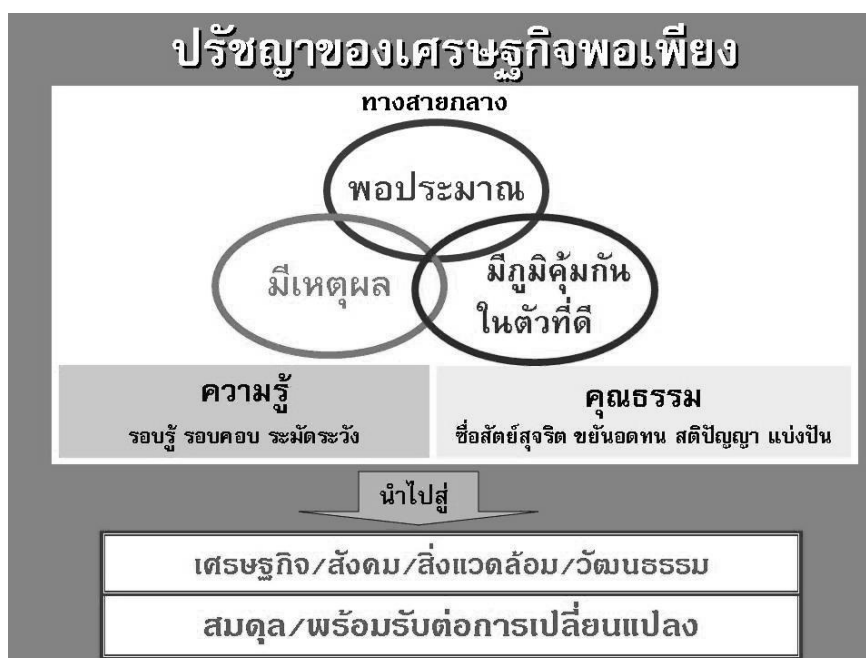 ปรัชญาของเศรษฐกิจพอเพียง
ทางสายกลาง
พอประมาณ
มีเหตุผล
มีภูมิคุ้มกัน
ในตัวที่ดี
ความรู้
รอบรู้ รอบคอบ ระมัดระวัง
คุณธรรม
ซื่อสัตย์สุจริต ขยันอดทน สติปัญญา แบ่งปัน
นำไปสู่
เศรษฐกิจ/สังคม/สิ่งแวดล้อม/วัฒนธรรม
สมดุล/พร้อมรับต่อการเปลี่ยนแปลง